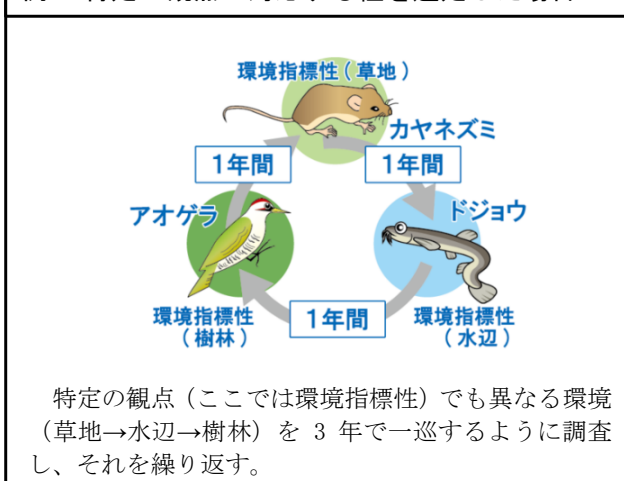 環境指標性(草地)
カヤネズミ
1年間
1年間
アオゲラ
ドジョウ
環境指標性
(樹林)
1年間
環境指標性
(水辺)
特定の観点（ここでは環境指標性）でも異なる環境
（草地→水辺→樹林）を 3 年で一巡するように調査
し、それを繰り返す。